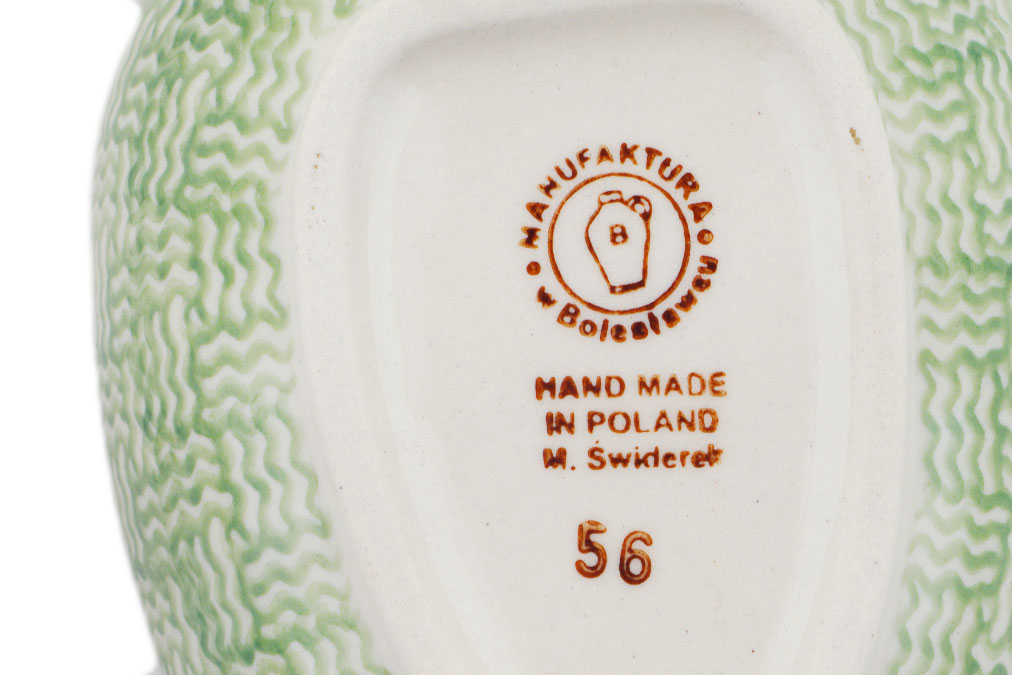 MANUFAKTURA
w Bolesławcu
B
HAND MADE
IN POLAND
M. Świderek
56